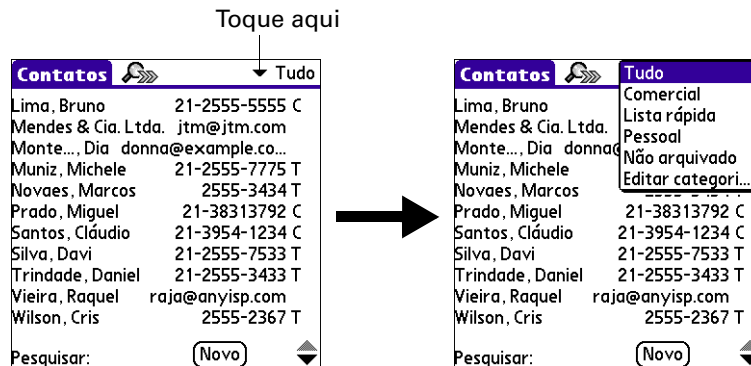 Toque aqui
Contatos Tudo
Lima, Bruno 21-2555-5555 C
Mendes & Cia. Ltda. jtm@jtm.com
Monte..., Dia donna@example.co...
Muniz, Michele 21-2555-7775 T
Novaes, Marcos 2555-3434 T
Prado, Miguel 21-38313792 C
Santos, Cláudio 21-3954-1234 C
Silva, Davi 21-2555-7533 T
Trindade, Daniel 21-2555-3433 T
Vieira, Raquel raja@anyisp.com
Wilson, Cris 2555-2367 T
Pesquisar: Novo
Contatos
Tudo
Comercial
Lista rápida
Pessoal
Não arquivado
Editar categori...
Lima, Bruno
Mendes & Cia. Ltda.
Monte..., Dia donna@
Muniz, Michele
Novaes, Marcos
Prado, Miguel 21-38313792 C
Santos, Cláudio 21-3954-1234 C
Silva, Davi 21-2555-7533 T
Trindade, Daniel 21-2555-3433 T
Vieira, Raquel raja@anyisp.com
Wilson, Cris 2555-2367 T
Pesquisar: Novo